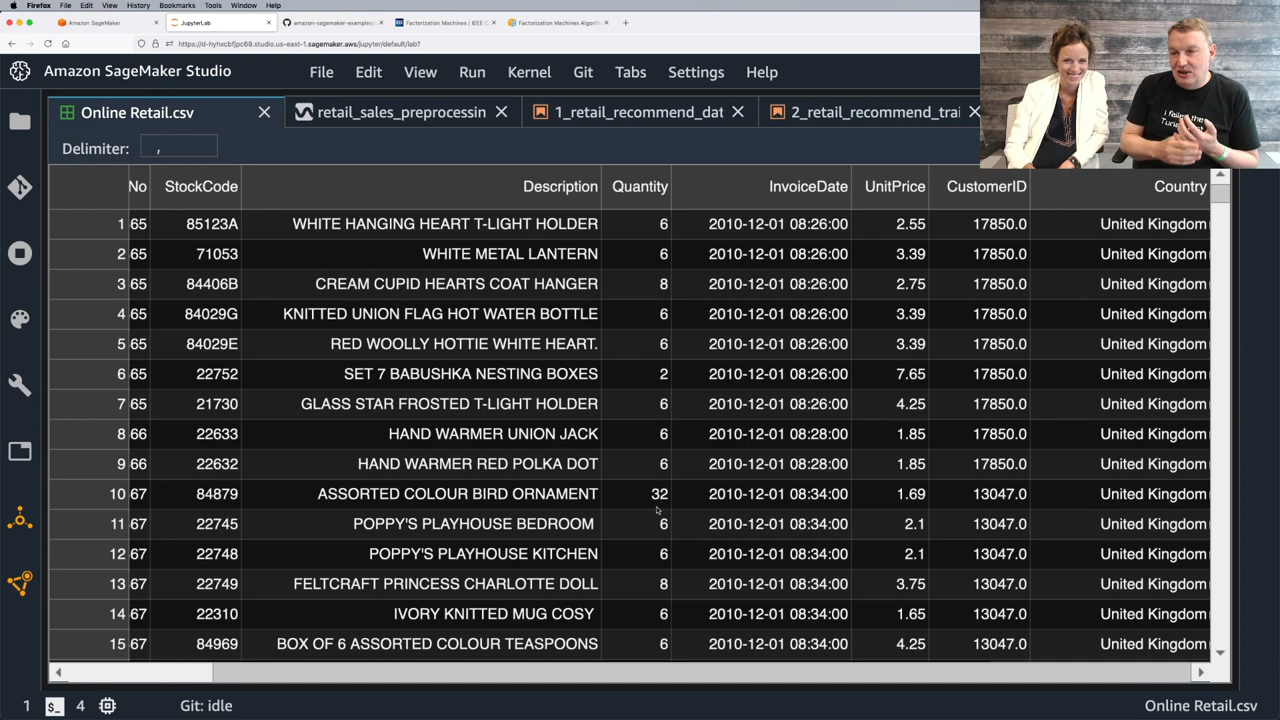 Firefox File Edit View History Bookmarks Tools Window Help
Amazon SageMaker
JupyterLab
amazon-sagemaker-examples/
Factorization Machines | IEEE C
Factorization Machines Algorith
https://d-hyhxcbfjpc69.studio.us-east-1.sagemaker.aws/jupyter/default/lab?
Amazon SageMaker Studio File Edit View Run Kernel Git Tabs Settings Help
Online Retail.csv retail_sales_preprocessin 1_retail_recommend_dat 2_retail_recommend_trai
Delimiter: ,
No StockCode Description Quantity InvoiceDate UnitPrice CustomerID Country
1 65 85123A WHITE HANGING HEART T-LIGHT HOLDER 6 2010-12-01 08:26:00 2.55 17850.0 United Kingdom
2 65 71053 WHITE METAL LANTERN 6 2010-12-01 08:26:00 3.39 17850.0 United Kingdom
3 65 84406B CREAM CUPID HEARTS COAT HANGER 8 2010-12-01 08:26:00 2.75 17850.0 United Kingdom
4 65 84029G KNITTED UNION FLAG HOT WATER BOTTLE 6 2010-12-01 08:26:00 3.39 17850.0 United Kingdom
5 65 84029E RED WOOLLY HOTTIE WHITE HEART. 6 2010-12-01 08:26:00 3.39 17850.0 United Kingdom
6 65 22752 SET 7 BABUSHKA NESTING BOXES 2 2010-12-01 08:26:00 7.65 17850.0 United Kingdom
7 65 21730 GLASS STAR FROSTED T-LIGHT HOLDER 6 2010-12-01 08:26:00 4.25 17850.0 United Kingdom
8 66 22633 HAND WARMER UNION JACK 6 2010-12-01 08:28:00 1.85 17850.0 United Kingdom
9 66 22632 HAND WARMER RED POLKA DOT 6 2010-12-01 08:28:00 1.85 17850.0 United Kingdom
10 67 84879 ASSORTED COLOUR BIRD ORNAMENT 32 2010-12-01 08:34:00 1.69 13047.0 United Kingdom
11 67 22745 POPPY'S PLAYHOUSE BEDROOM 6 2010-12-01 08:34:00 2.1 13047.0 United Kingdom
12 67 22748 POPPY'S PLAYHOUSE KITCHEN 6 2010-12-01 08:34:00 2.1 13047.0 United Kingdom
13 67 22749 FELTCRAFT PRINCESS CHARLOTTE DOLL 8 2010-12-01 08:34:00 3.75 13047.0 United Kingdom
14 67 22310 IVORY KNITTED MUG COSY 6 2010-12-01 08:34:00 1.65 13047.0 United Kingdom
15 67 84969 BOX OF 6 ASSORTED COLOUR TEASPOONS 6 2010-12-01 08:34:00 4.25 13047.0 United Kingdom
1 $_ 4 Git: idle Online Retail.csv
i failed the